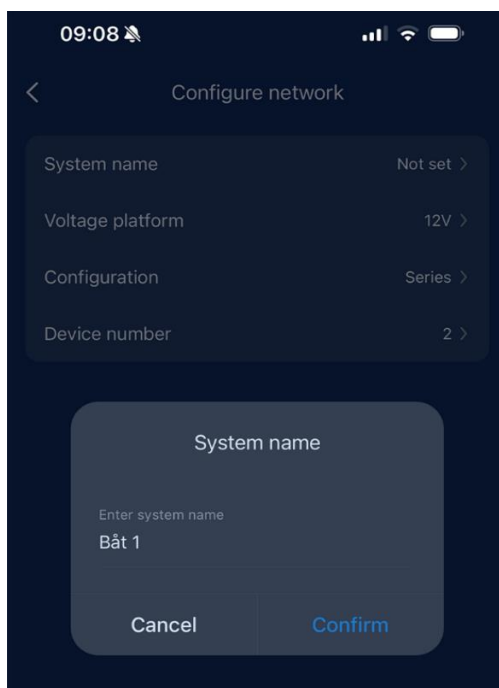 09:08
Configure network
System name Not set
Voltage platform 12V
Configuration Series
Device number 2
System name
Enter system name
Båt 1
Cancel Confirm